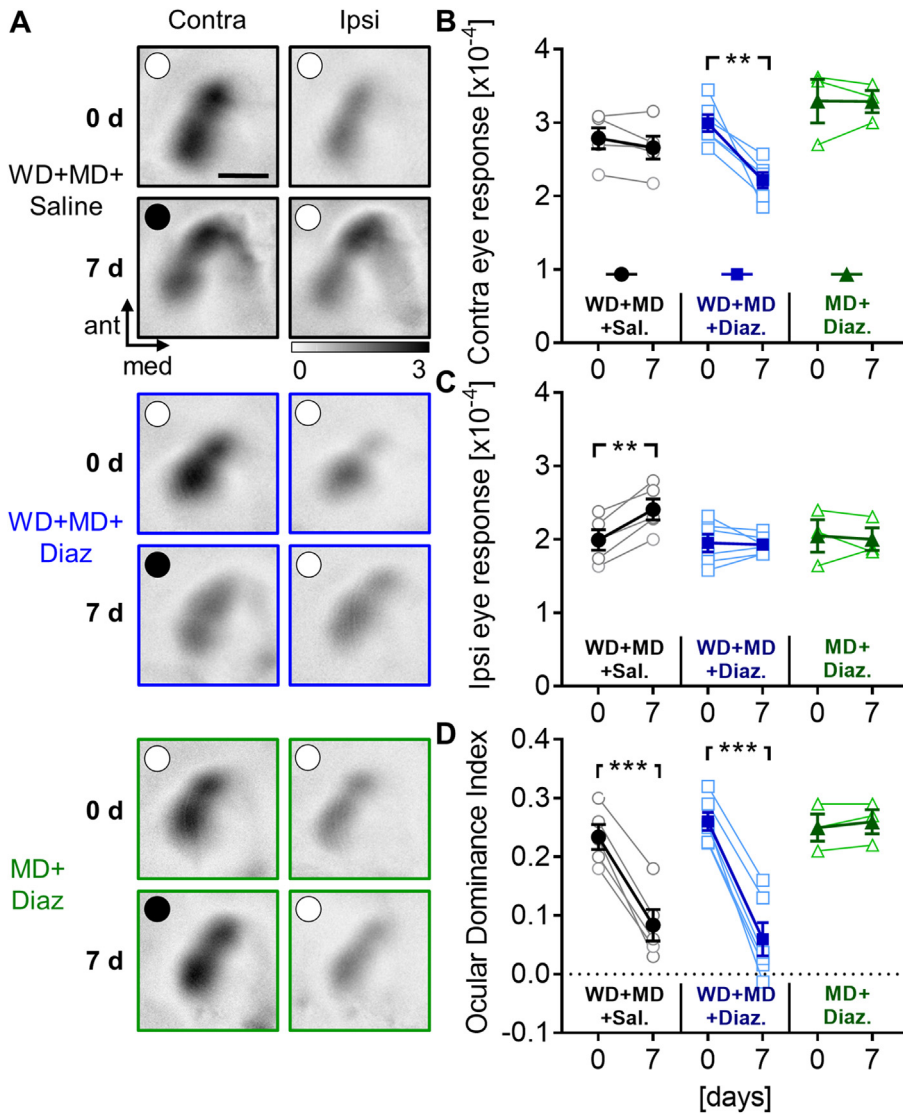 A
Contra
Ipsi
0 d
WD+MD+
Saline
7 d
ant
med
0
3
0 d
WD+MD+
Diaz
7 d
0 d
MD+
Diaz
7 d
B
Contra eye response [x10-4]
4
3
2
1
**
WD+MD
+Sal.
WD+MD
+Diaz.
MD+
Diaz.
0 7 0 7 0 7
C
Ipsi eye response [x10-4]
4
3
2
1
**
WD+MD
+Sal.
WD+MD
+Diaz.
MD+
Diaz.
0 7 0 7 0 7
D
Ocular Dominance Index
0.4
0.3
0.2
0.1
0.0
-0.1
***
***
WD+MD
+Sal.
WD+MD
+Diaz.
MD+
Diaz.
0 7 0 7 0 7
[days]